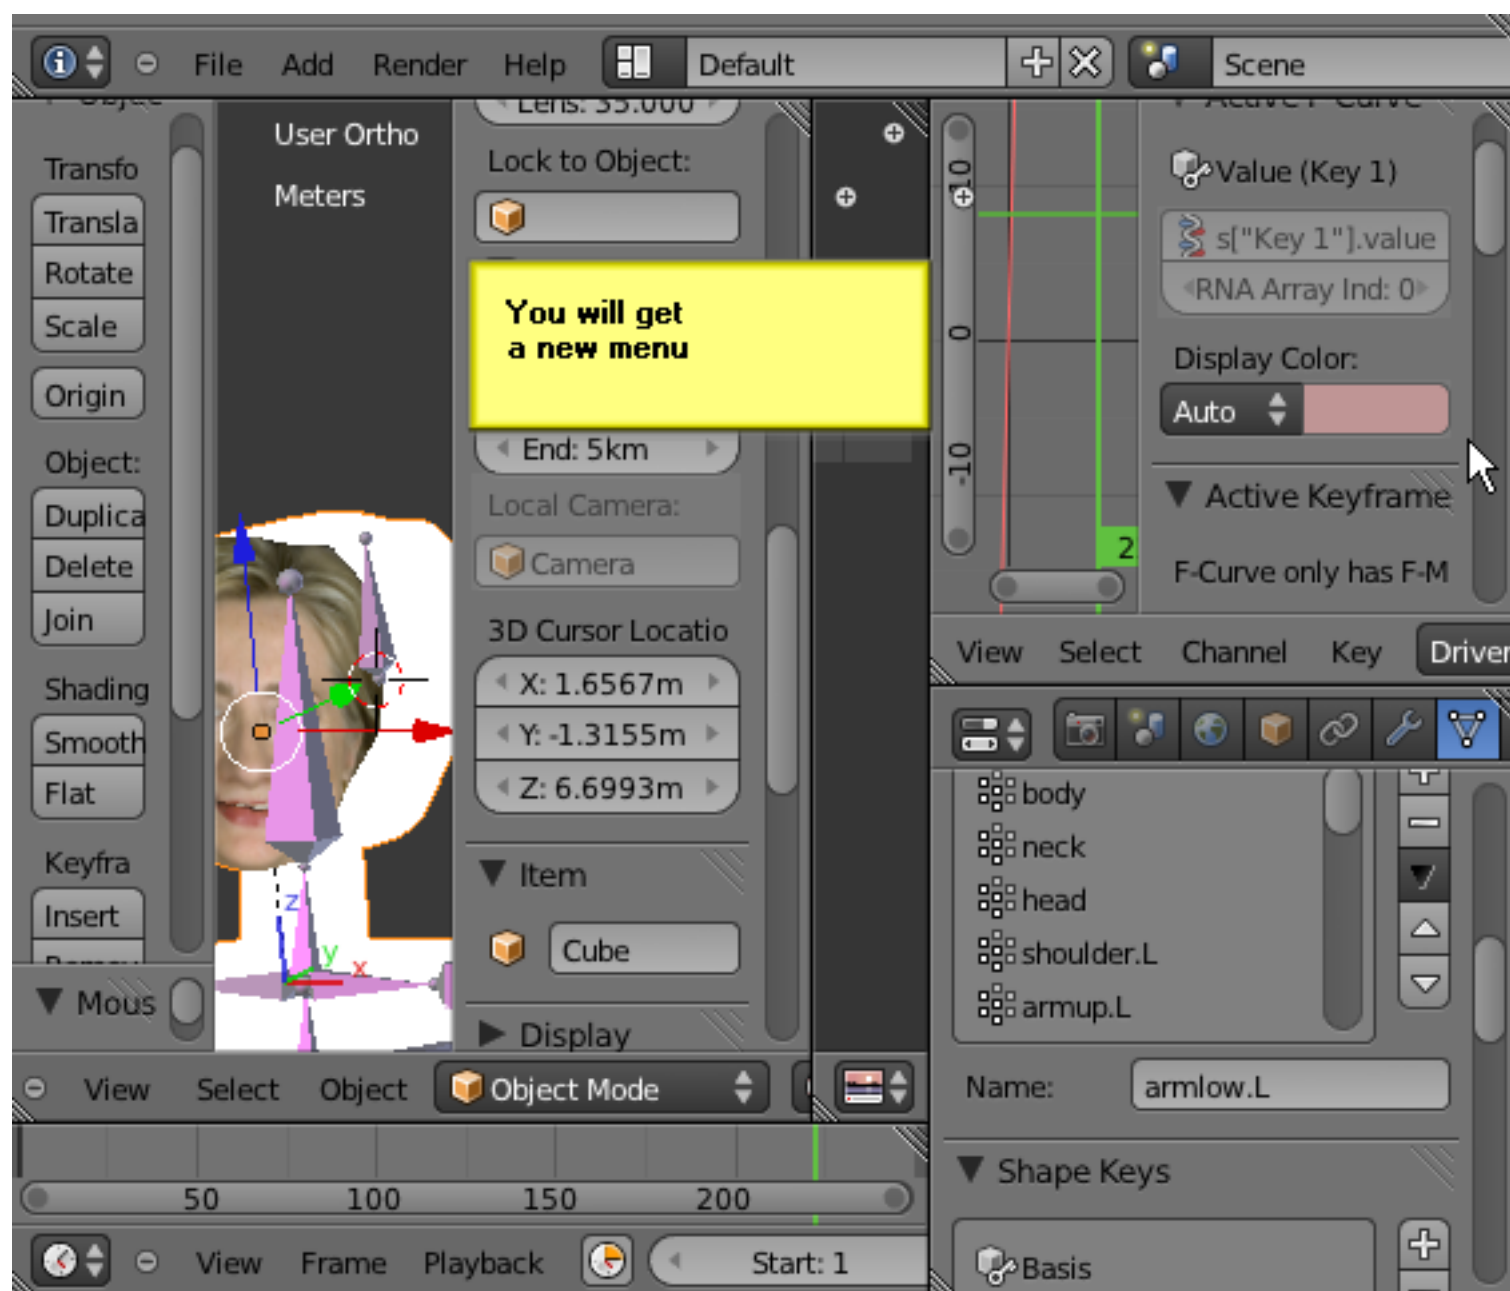 File Add Render Help Default Scene
Transfo
Transla
Rotate
Scale
Origin
Object:
Duplica
Delete
Join
Shading
Smooth
Flat
Keyfra
Insert
Mous
User Ortho
Meters
z
y
x
Lens: 35.000
Lock to Object:
You will get
a new menu
End: 5km
Local Camera:
Camera
3D Cursor Locatio
X: 1.6567m
Y: -1.3155m
Z: 6.6993m
Item
Cube
Display
View Select Object Object Mode
50 100 150 200
View Frame Playback Start: 1
10
0
-10
2
Active F-Curve
Value (Key 1)
s["Key 1"].value
RNA Array Ind: 0
Display Color:
Auto
Active Keyframe
F-Curve only has F-M
View Select Channel Key Driver
body
neck
head
shoulder.L
armup.L
Name: armlow.L
Shape Keys
Basis